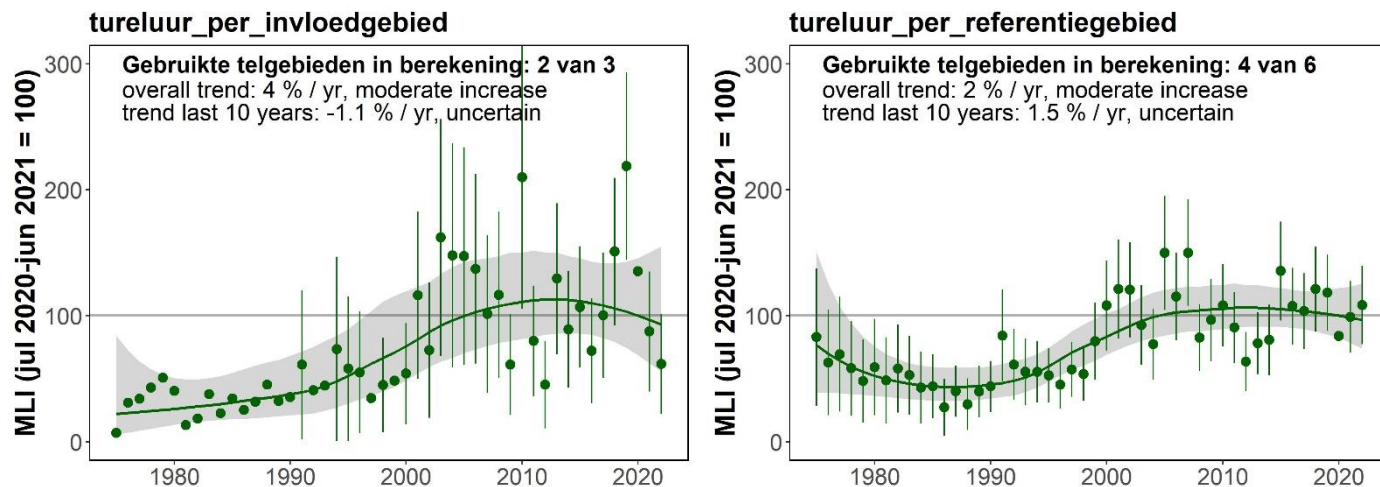 tureluur_per_invloedgebied
Gebruikte telgebieden in berekening: 2 van 3
overall trend: 4 % / yr, moderate increase
trend last 10 years: -1.1 % / yr, uncertain
MLI (jul 2020-jun 2021 = 100)
300
200
100
0
1980
1990
2000
2010
2020
tureluur_per_referentiegebied
Gebruikte telgebieden in berekening: 4 van 6
overall trend: 2 % / yr, moderate increase
trend last 10 years: 1.5 % / yr, uncertain
MLI (jul 2020-jun 2021 = 100)
300
200
100
0
1980
1990
2000
2010
2020